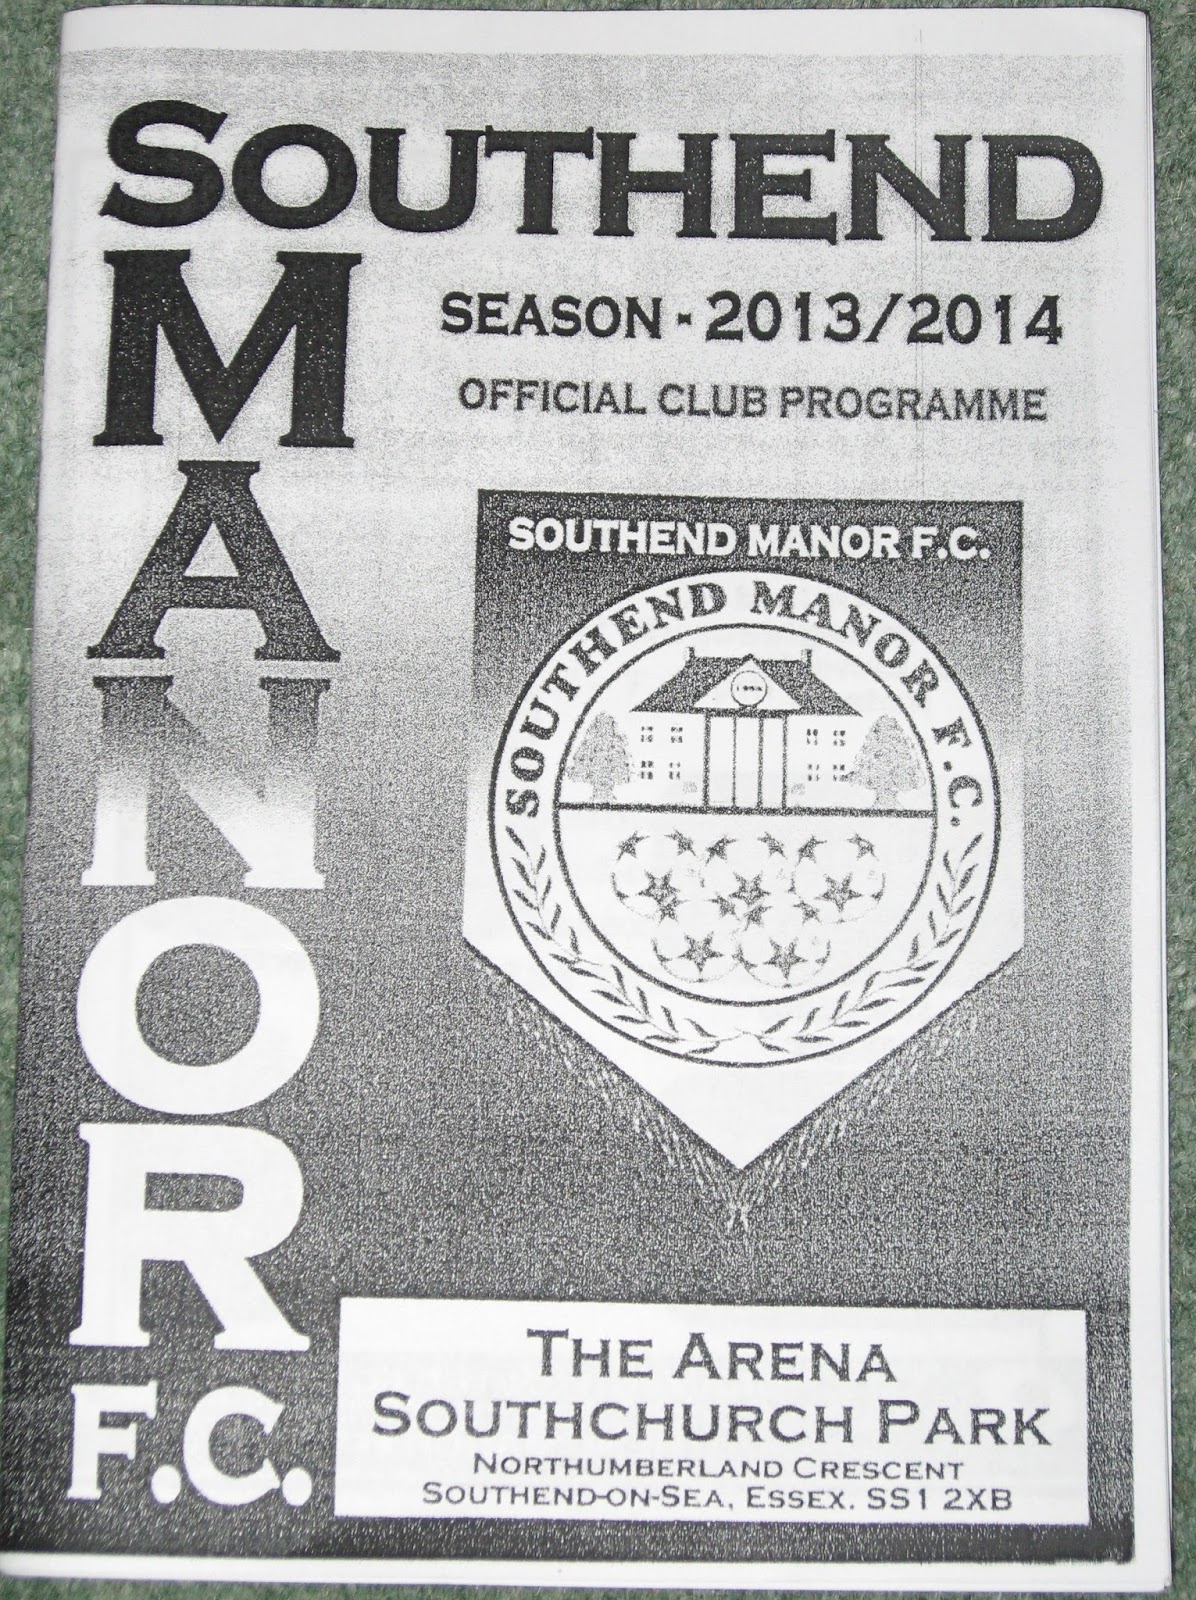 SOUTHEND
MANOR
F.C.
SEASON - 2013/2014
OFFICIAL CLUB PROGRAMME
SOUTHEND MANOR F.C.
SOUTHEND MANOR F.C.
THE ARENA
SOUTHCHURCH PARK
NORTHUMBERLAND CRESCENT
SOUTHEND-ON-SEA, ESSEX. SS1 2XB